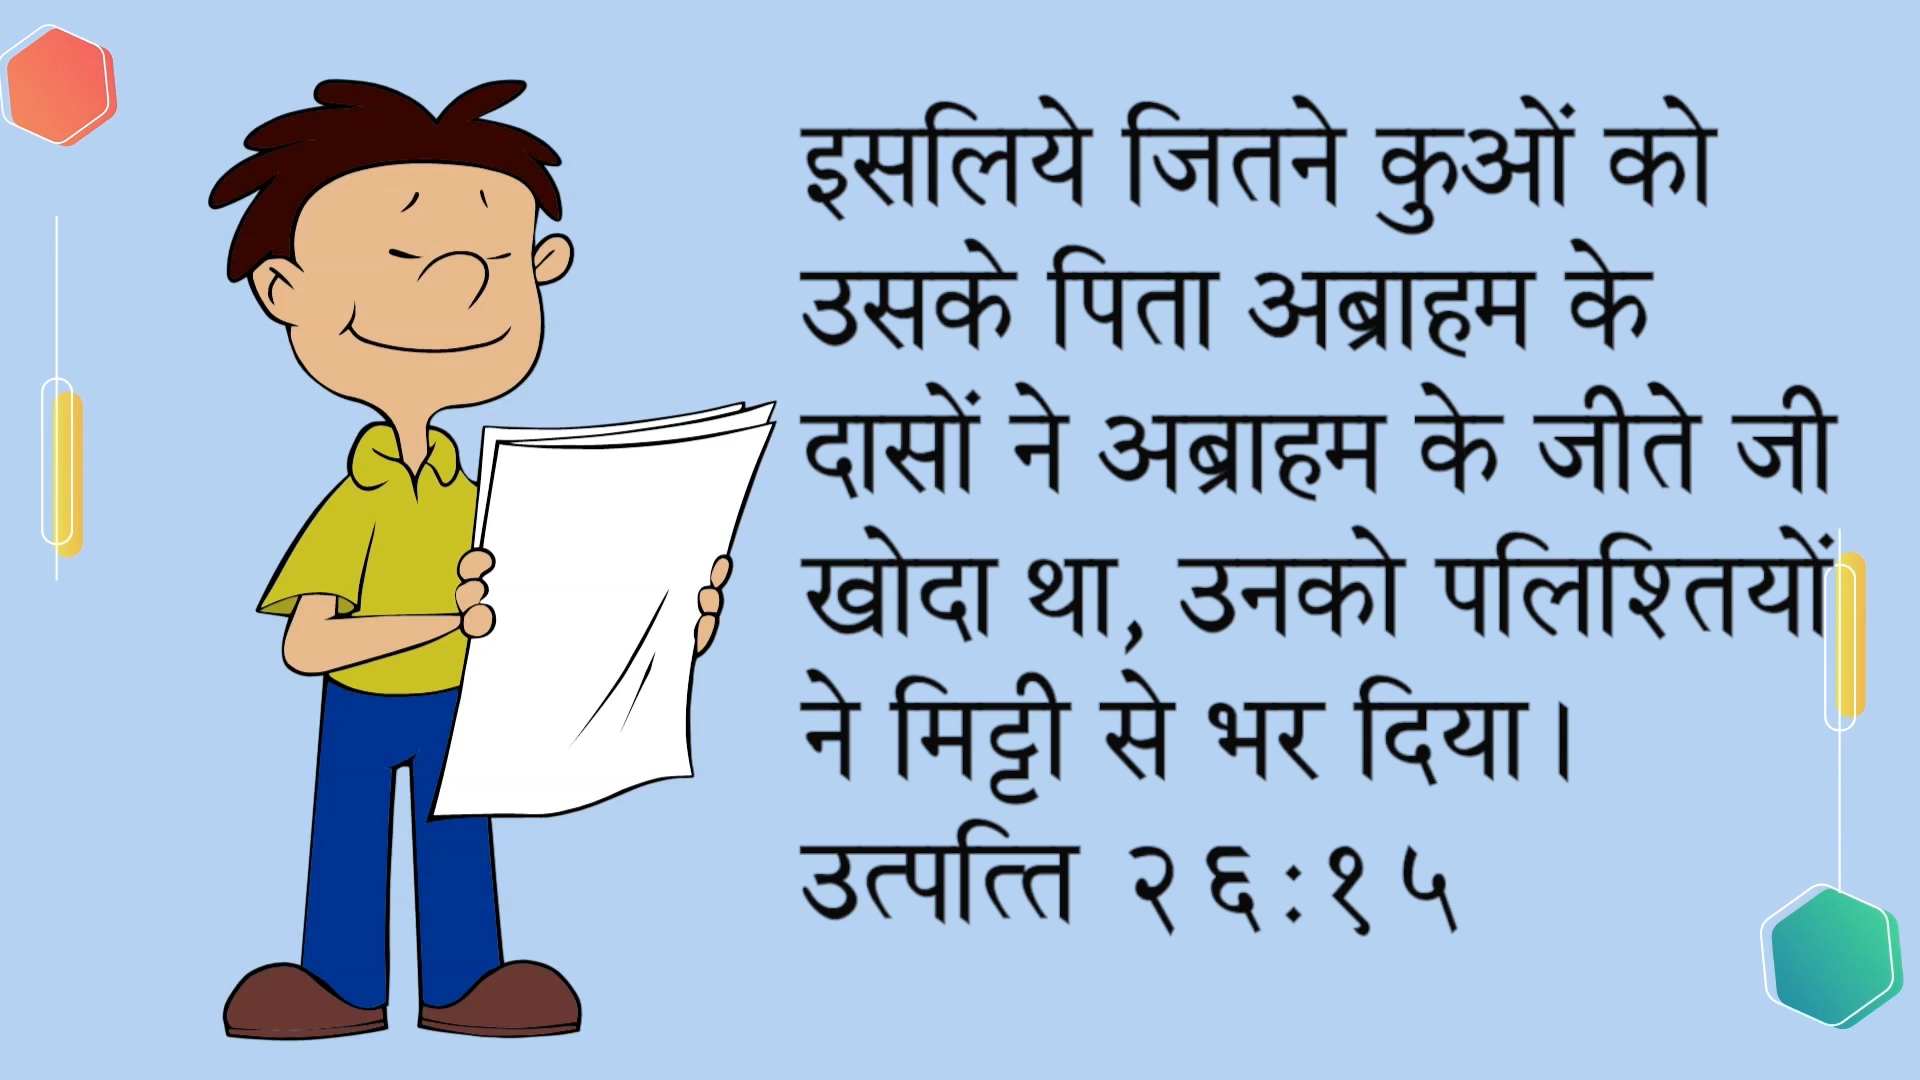 इसलिये जितने कुओं को
उसके पिता अब्राहम के
दासों ने अब्राहम के जीते जी
खोदा था, उनको पलिश्तियों
ने मिट्टी से भर दिया।
उत्पत्ति २६:१५